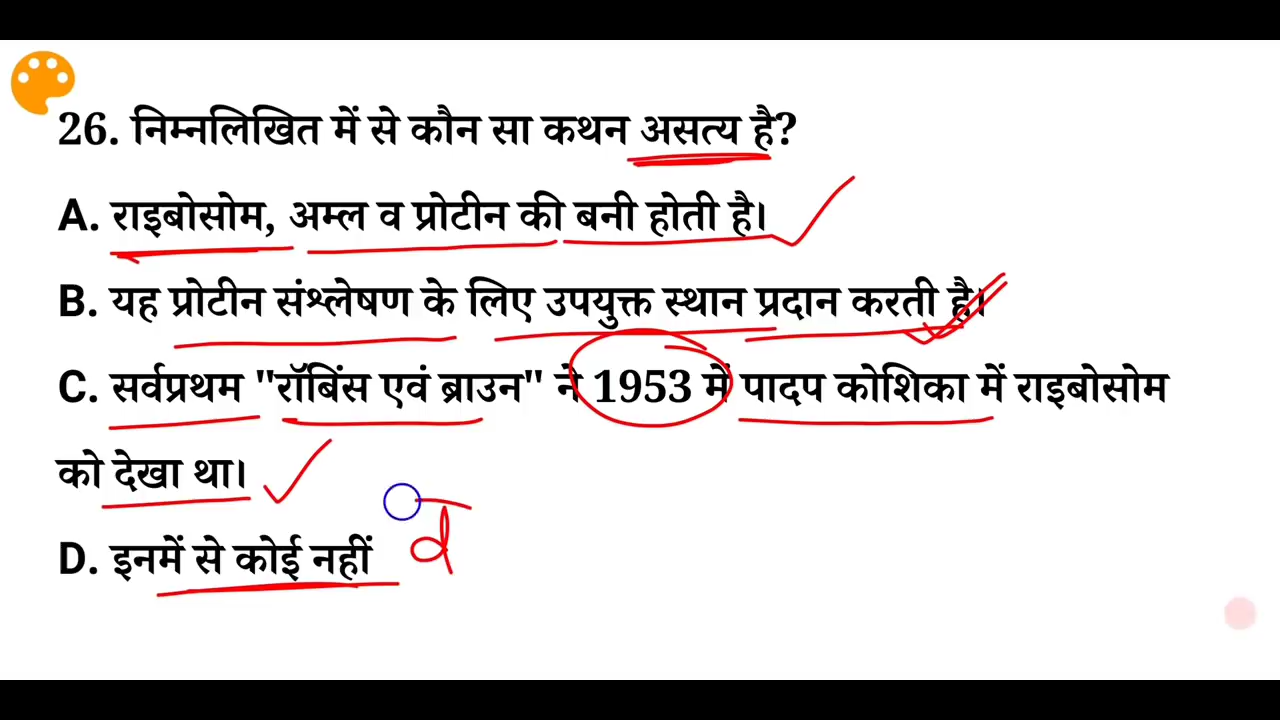 26. निम्नलिखित में से कौन सा कथन असत्य है?
A. राइबोसोम, अम्ल व प्रोटीन की बनी होती है।
B. यह प्रोटीन संश्लेषण के लिए उपयुक्त स्थान प्रदान करती है।
C. सर्वप्रथम "रॉबिंस एवं ब्राउन" ने 1953 में पादप कोशिका में राइबोसोम
को देखा था।
D. इनमें से कोई नहीं d